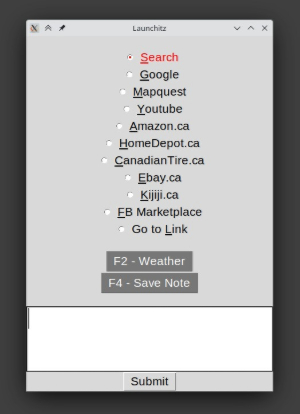 Launchitz
Search
Google
Mapquest
Youtube
Amazon.ca
HomeDepot.ca
CanadianTire.ca
Ebay.ca
Kijiji.ca
FB Marketplace
Go to Link
F2 - Weather
F4 - Save Note
Submit